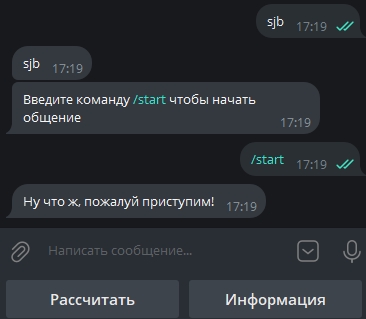 sjb 17:19
sjb 17:19
Введите команду /start чтобы начать
общение 17:19
/start 17:19
Ну что ж, пожалуй приступим! 17:19
Написать сообщение...
Рассчитать Информация